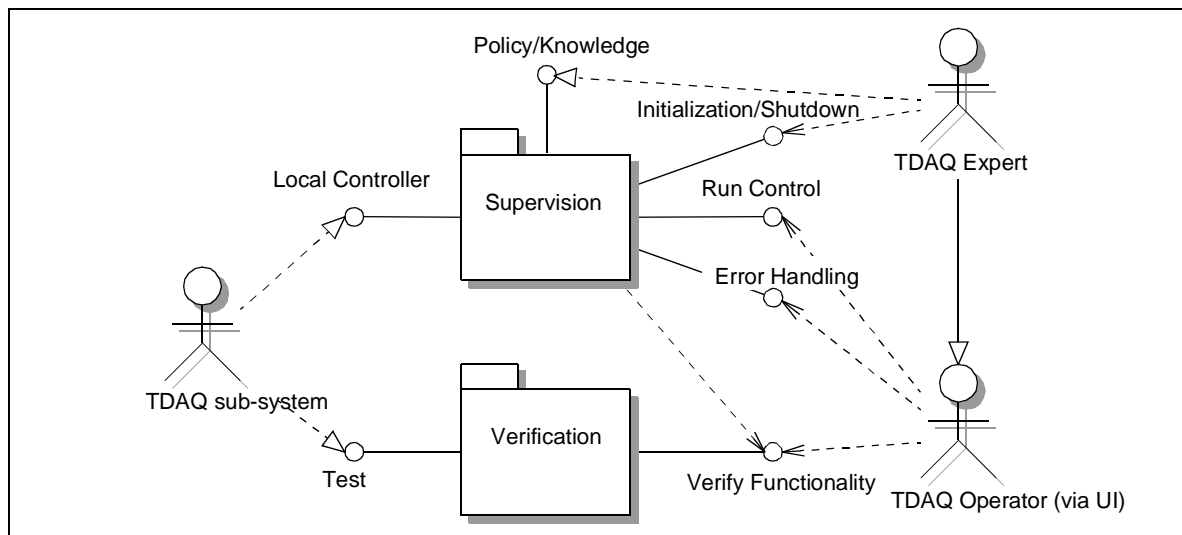 Policy/Knowledge
Initialization/Shutdown
TDAQ Expert
Local Controller
Supervision
Run Control
Error Handling
TDAQ sub-system
Verification
Test
Verify Functionality
TDAQ Operator (via UI)